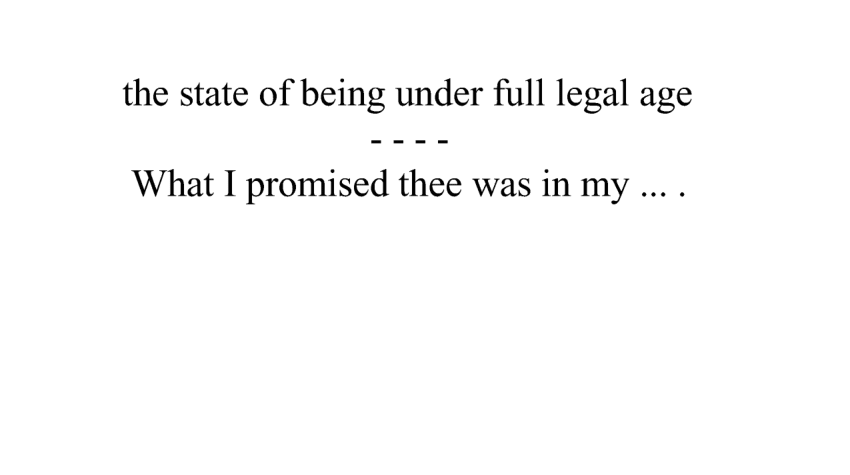 the state of being under full legal age
- - - -
What I promised thee was in my ... .